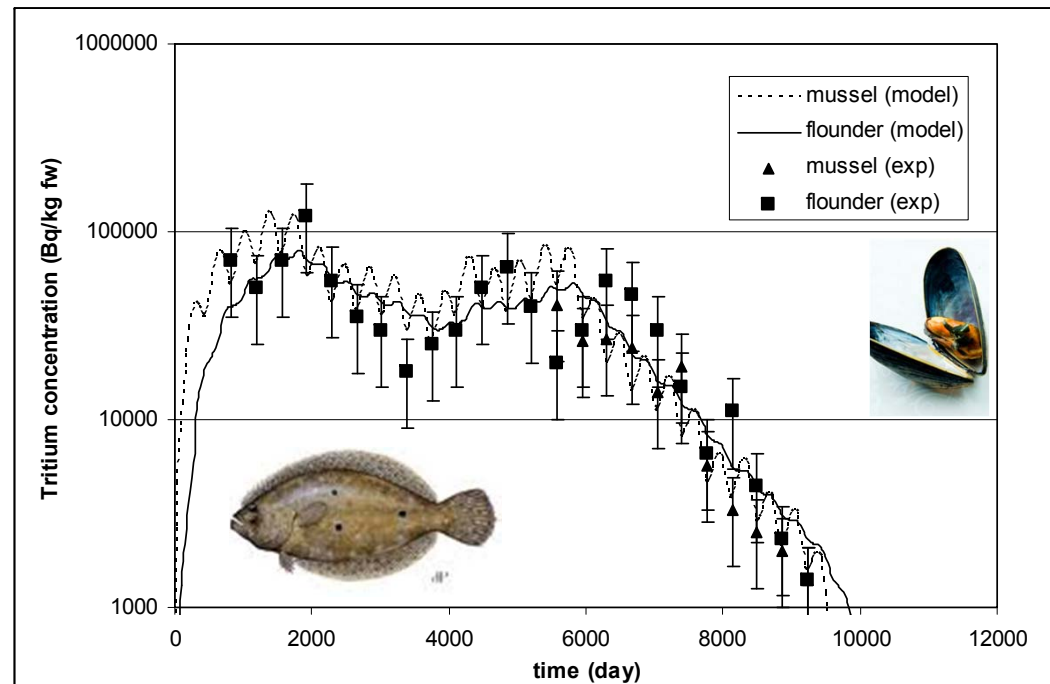 1000000
100000
10000
1000
Tritium concentration (Bq/kg fw)
mussel (model)
flounder (model)
mussel (exp)
flounder (exp)
0 2000 4000 6000 8000 10000 12000
time (day)